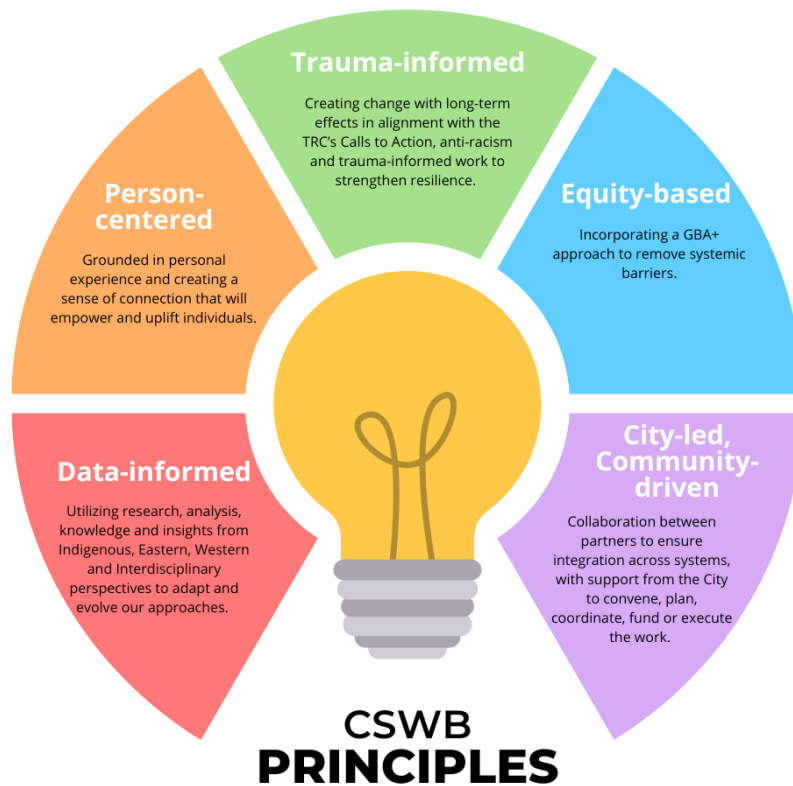 Trauma-informed
Creating change with long-term
effects in alignment with the
TRC's Calls to Action, anti-racism
and trauma-informed work to
strengthen resilience.
Person-
centered
Grounded in personal
experience and creating a
sense of connection that will
empower and uplift individuals.
Equity-based
Incorporating a GBA+
approach to remove systemic
barriers.
Data-informed
Utilizing research, analysis,
knowledge and insights from
Indigenous, Eastern, Western
and Interdisciplinary
perspectives to adapt and
evolve our approaches.
City-led,
Community-
driven
Collaboration between
partners to ensure
integration across systems,
with support from the City
to convene, plan,
coordinate, fund or execute
the work.
CSWB
PRINCIPLES